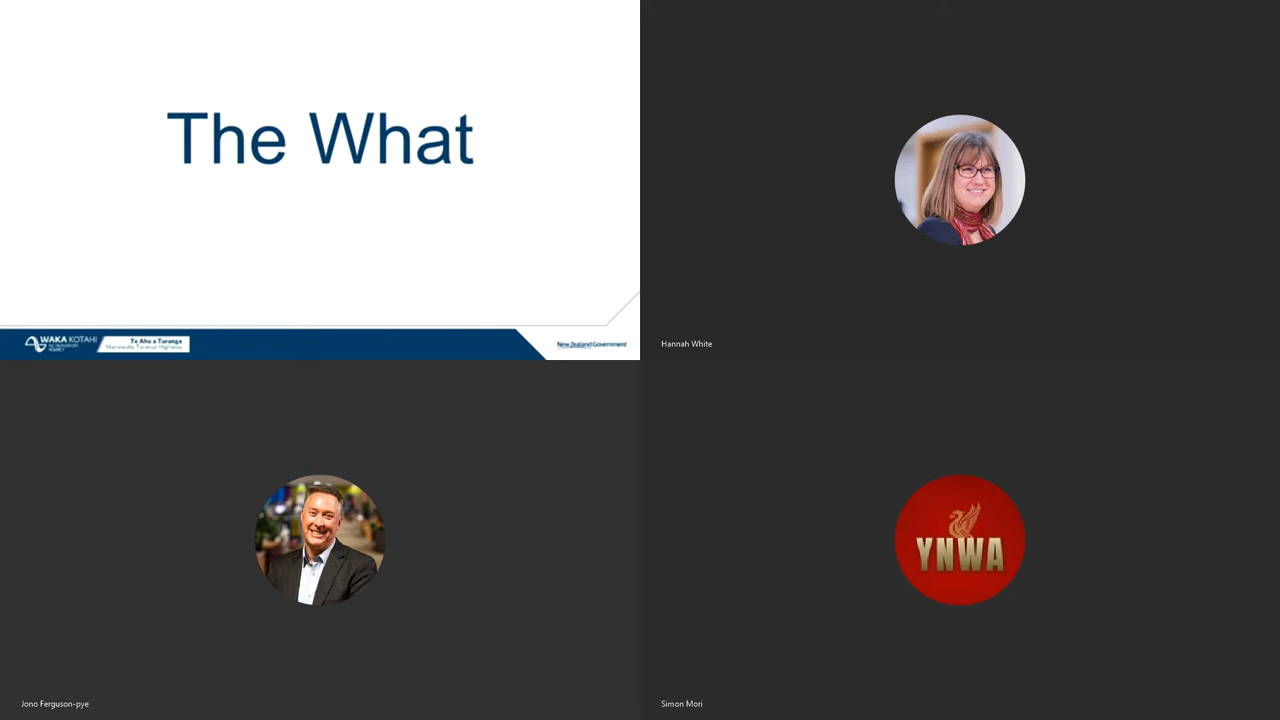 The What
WAKA KOTAHI
NZ TRANSPORT
AGENCY
Te Ahu a Turanga
Manawatū Tararua Highway
New Zealand Government
Hannah White
Jono Ferguson-pye
YNWA
Simon Mori